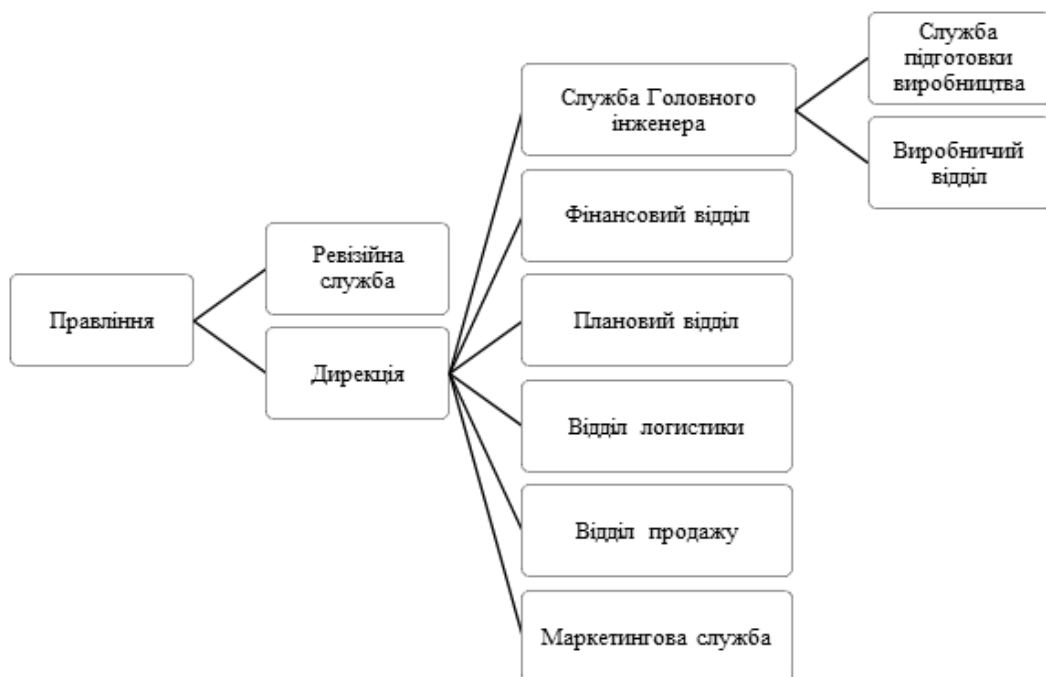 Правління
Ревізійна
служба
Дирекція
Служба Головного
інженера
Фінансовий відділ
Плановий відділ
Відділ логистики
Відділ продажу
Маркетингова служба
Служба
підготовки
виробництва
Виробничий
відділ